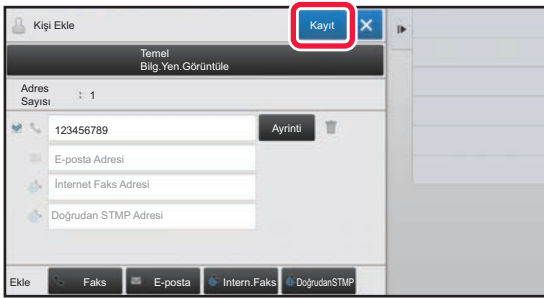 Kişi Ekle
Kayıt
Temel
Bilg.Yen.Görüntüle
Adres
Sayısı : 1
123456789
Ayrinti
E-posta Adresi
İnternet Faks Adresi
Doğrudan STMP Adresi
Ekle Faks E-posta Intern.Faks DoğrudanSTMP